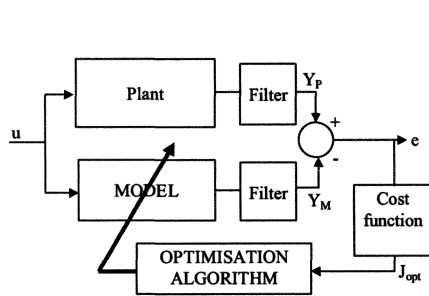 Plant
Filter
Y_P
+
u
e
-
MODEL
Filter
Y_M
Cost
function
OPTIMISATION
ALGORITHM
J_opt